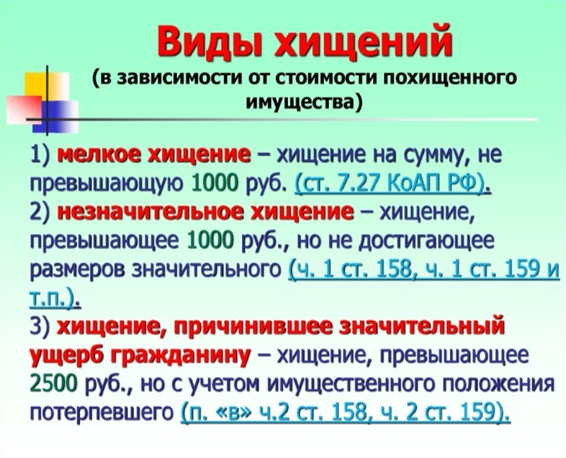 Виды хищений
(в зависимости от стоимости похищенного
имущества)
1) мелкое хищение – хищение на сумму, не
превышающую 1000 руб. (ст. 7.27 КоАП РФ).
2) незначительное хищение – хищение,
превышающее 1000 руб., но не достигающее
размеров значительного (ч. 1 ст. 158, ч. 1 ст. 159 и
т.п.).
3) хищение, причинившее значительный
ущерб гражданину – хищение, превышающее
2500 руб., но с учетом имущественного положения
потерпевшего (п. «в» ч.2 ст. 158, ч. 2 ст. 159).